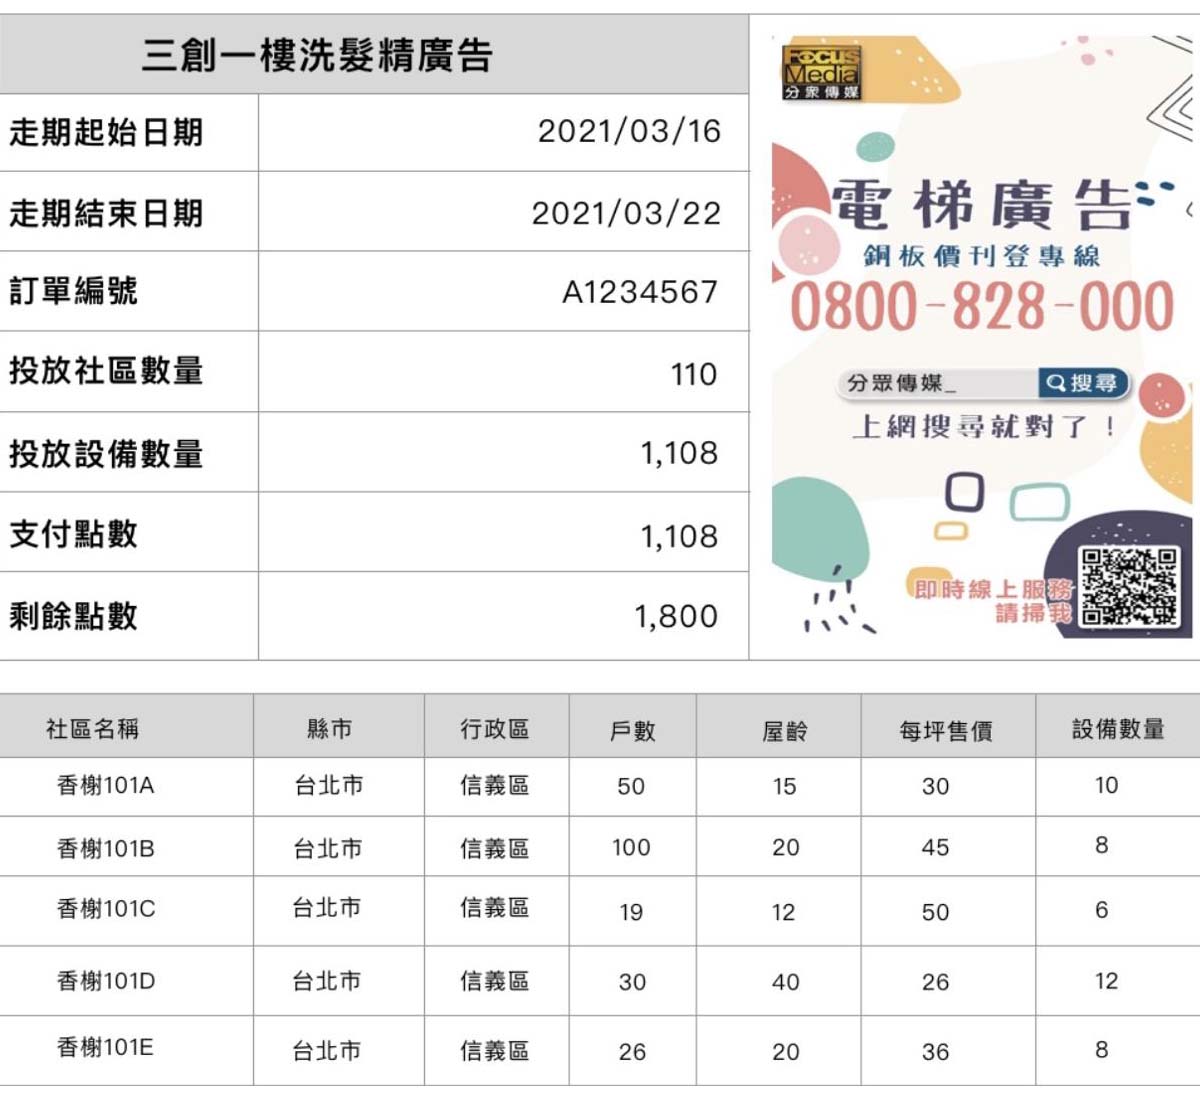 三創一樓洗髮精廣告
走期起始日期 2021/03/16
走期結束日期 2021/03/22
訂單編號 A1234567
投放社區數量 110
投放設備數量 1,108
支付點數 1,108
剩餘點數 1,800
Focus
Media
分眾傳媒
電梯廣告
銅板價刊登專線
0800-828-000
分眾傳媒_ 搜尋
上網搜尋就對了！
即時線上服務
請掃我
社區名稱 縣市 行政區 戶數 屋齡 每坪售價 設備數量
香榭101A 台北市 信義區 50 15 30 10
香榭101B 台北市 信義區 100 20 45 8
香榭101C 台北市 信義區 19 12 50 6
香榭101D 台北市 信義區 30 40 26 12
香榭101E 台北市 信義區 26 20 36 8